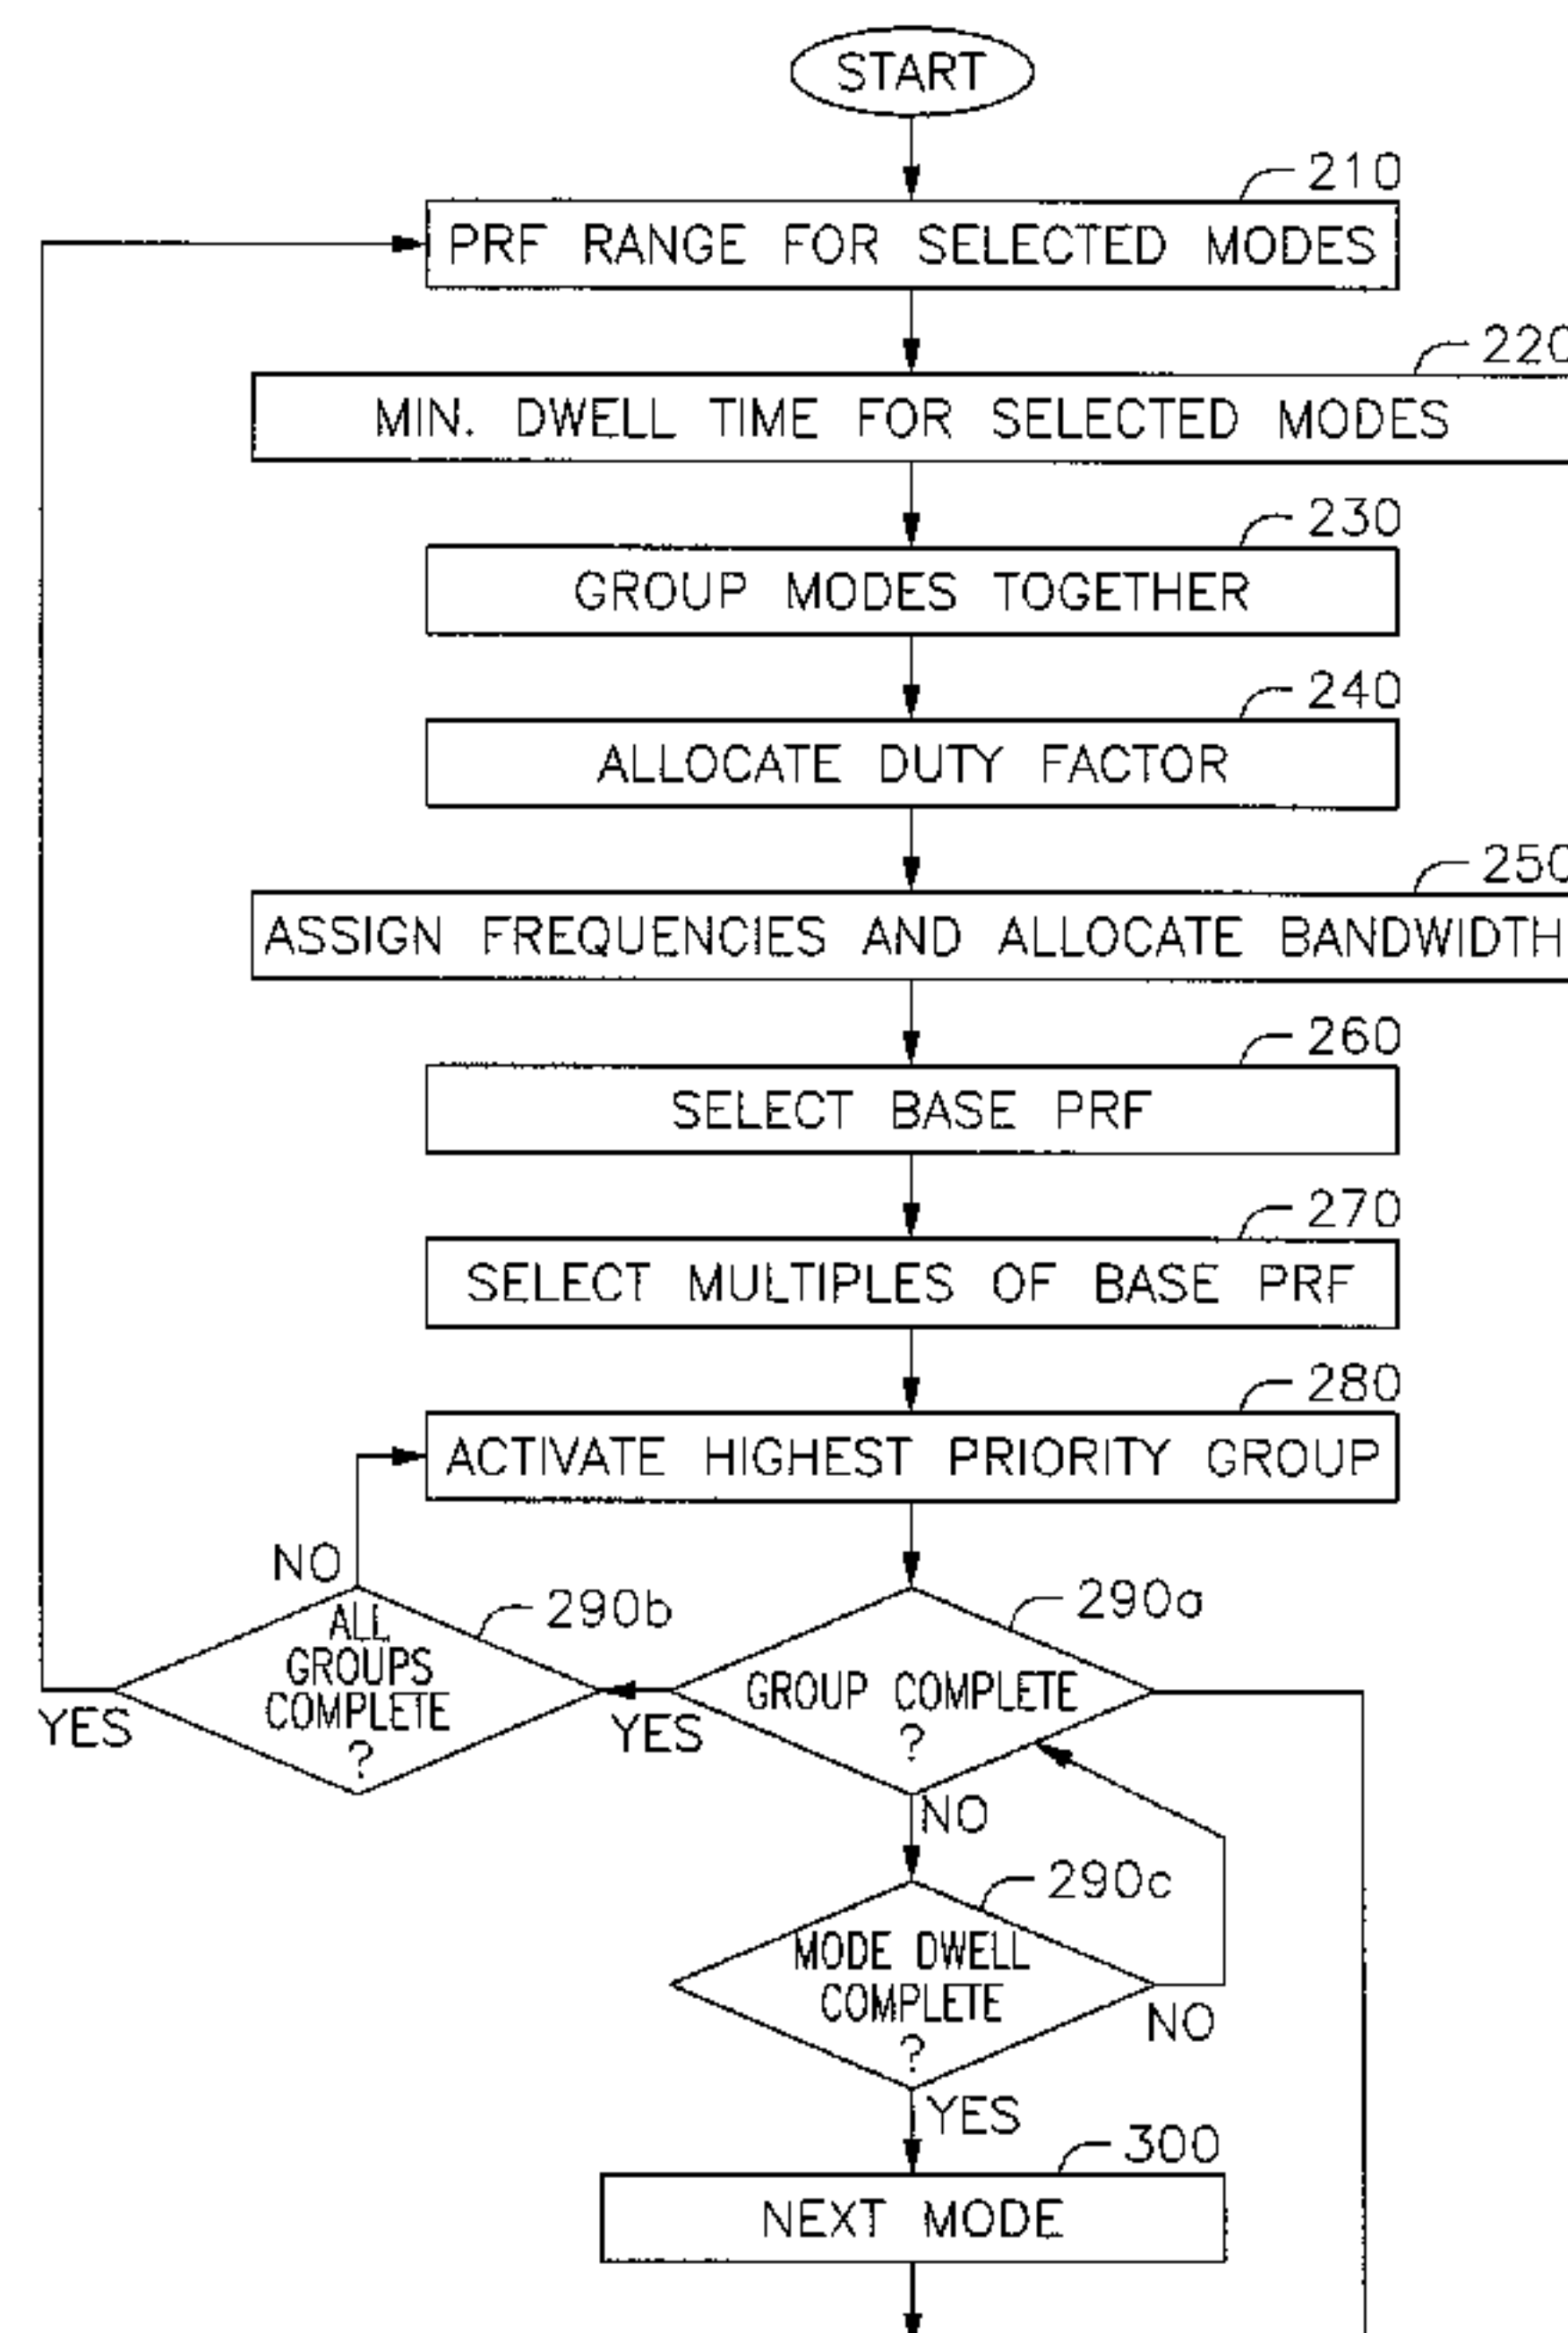 START
210
PRF RANGE FOR SELECTED MODES
220
MIN. DWELL TIME FOR SELECTED MODES
230
GROUP MODES TOGETHER
240
ALLOCATE DUTY FACTOR
250
ASSIGN FREQUENCIES AND ALLOCATE BANDWIDTH
260
SELECT BASE PRF
270
SELECT MULTIPLES OF BASE PRF
280
ACTIVATE HIGHEST PRIORITY GROUP
NO
290b
290a
ALL
GROUPS
COMPLETE
?
GROUP COMPLETE
?
YES
YES
NO
290c
MODE DWELL
COMPLETE
?
NO
YES
300
NEXT MODE